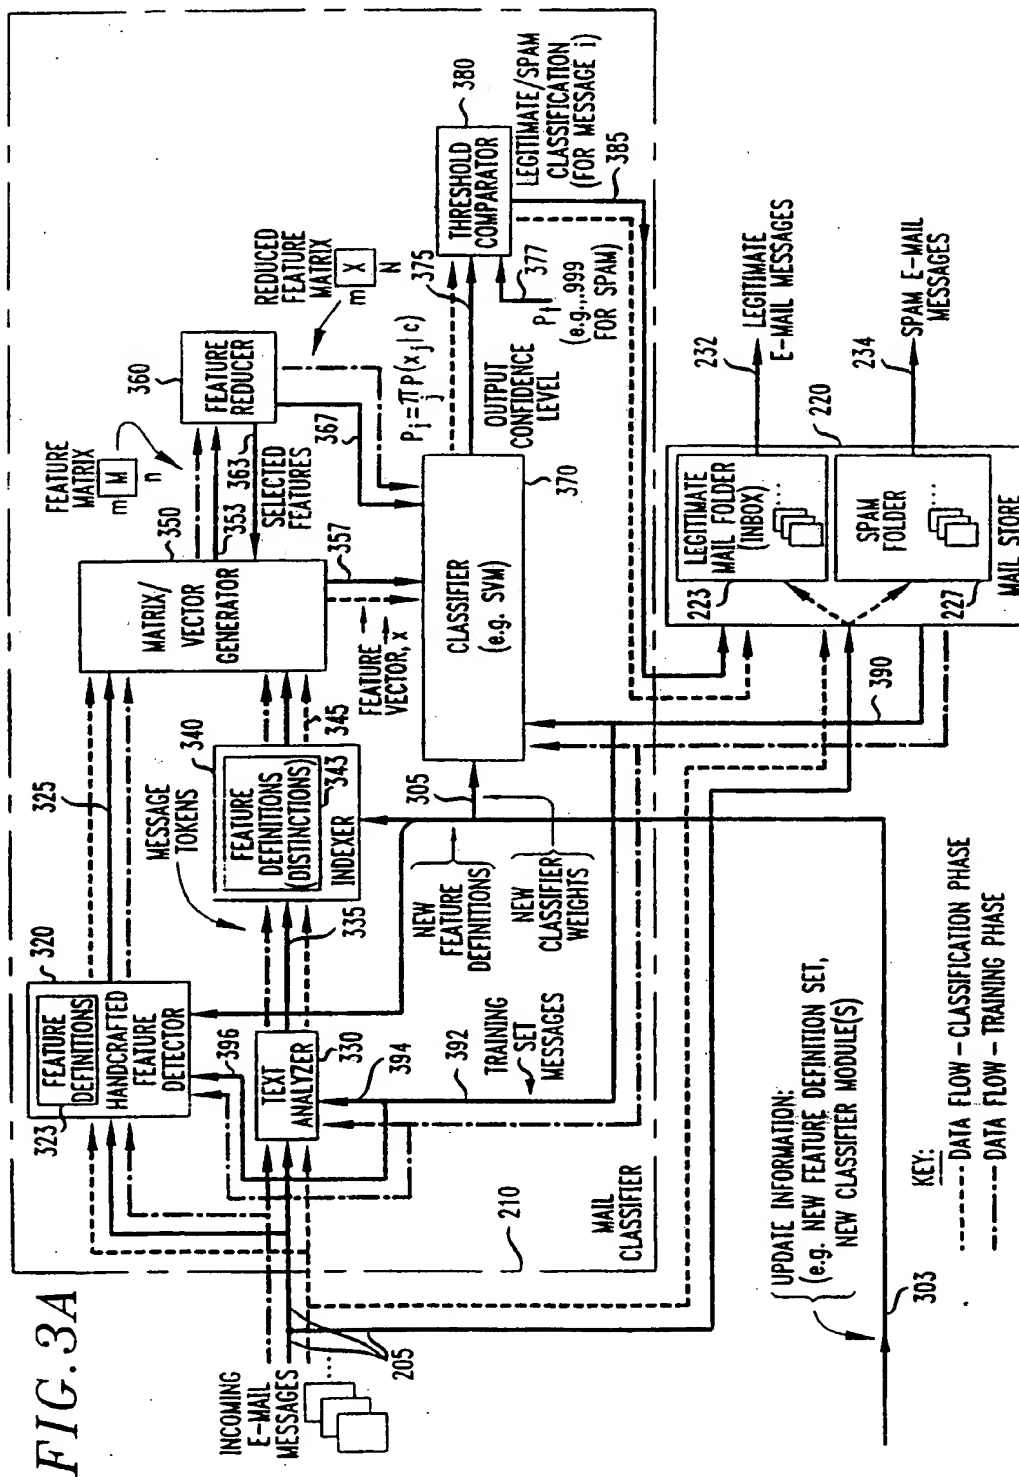 FIG.3A
INCOMING
E-MAIL
MESSAGES
205
210
MAIL
CLASSIFIER
320
FEATURE
DEFINITIONS
HANDCRAFTED
FEATURE
DETECTOR
323
396
TEXT
ANALYZER
330
394
392
TRAINING
SET
MESSAGES
325
MESSAGE
TOKENS
335
340
FEATURE
DEFINITIONS
(DISTINCTIONS)
343
INDEXER
345
305
NEW
FEATURE
DEFINITIONS
NEW
CLASSIFIER
WEIGHTS
FEATURE
MATRIX
m M
n
350
353
MATRIX/
VECTOR
GENERATOR
363
SELECTED
FEATURES
357
FEATURE
VECTOR, x
360
FEATURE
REDUCER
367
REDUCED
FEATURE
MATRIX
m X
N
CLASSIFIER
(e.g. SVM)
370
Pi=πP(xj|c)
j
375
OUTPUT
CONFIDENCE
LEVEL
THRESHOLD
COMPARATOR
380
377
Pt
(e.g.,.999
FOR SPAM)
LEGITIMATE/SPAM
CLASSIFICATION
(FOR MESSAGE i)
385
390
LEGITIMATE
MAIL FOLDER
(INBOX)
223
SPAM
FOLDER
227
MAIL STORE
220
232
LEGITIMATE
E-MAIL MESSAGES
234
SPAM E-MAIL
MESSAGES
UPDATE INFORMATION:
(e.g. NEW FEATURE DEFINITION SET,
NEW CLASSIFIER MODULE(S)
303
KEY:
DATA FLOW-CLASSIFICATION PHASE
DATA FLOW-TRAINING PHASE